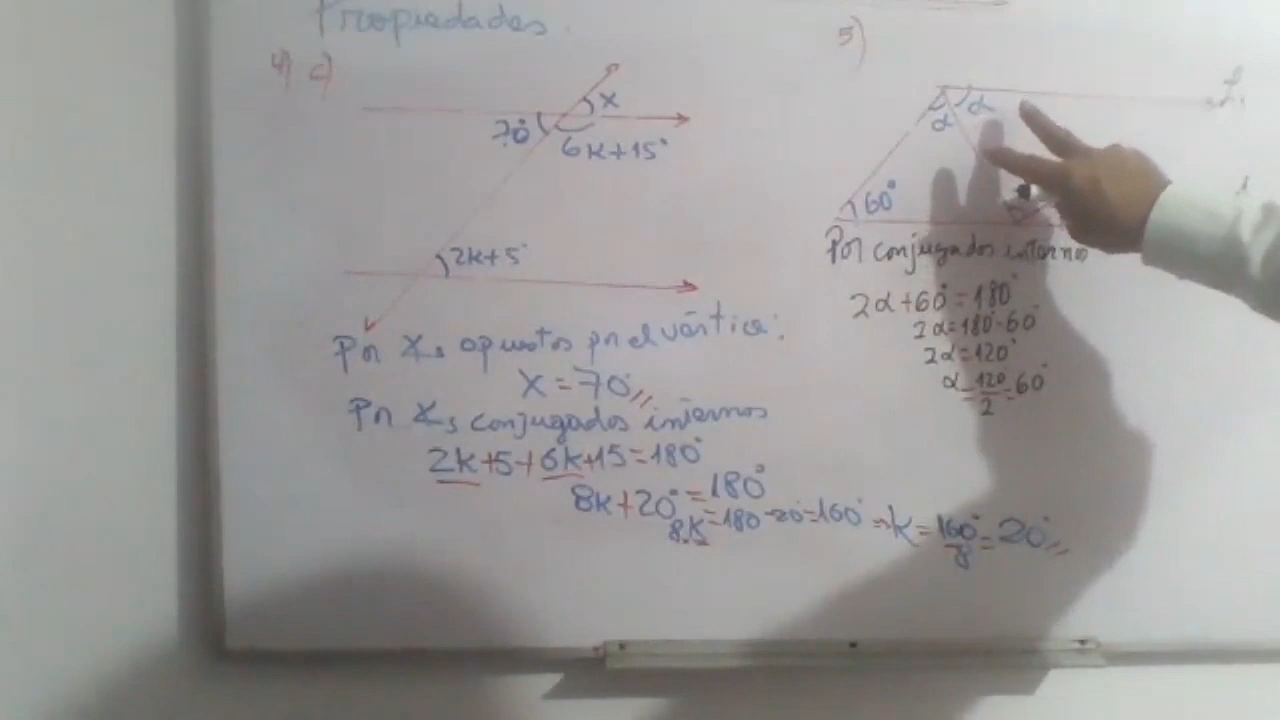 Propiedades.
4) c)
x
70°
6k+15°
2k+5°
Por ∡s opuestos por el vértice:
x = 70°
Por ∡s conjugados internos
2k+5+6k+15=180°
8k+20°=180°
8k=180-20°=160° ⇒ k=160°/8=20°
5)
α
α
60°
Por conjugados internos
2α+60°=180°
2α=180°-60°
2α=120°
α=120°/2=60°